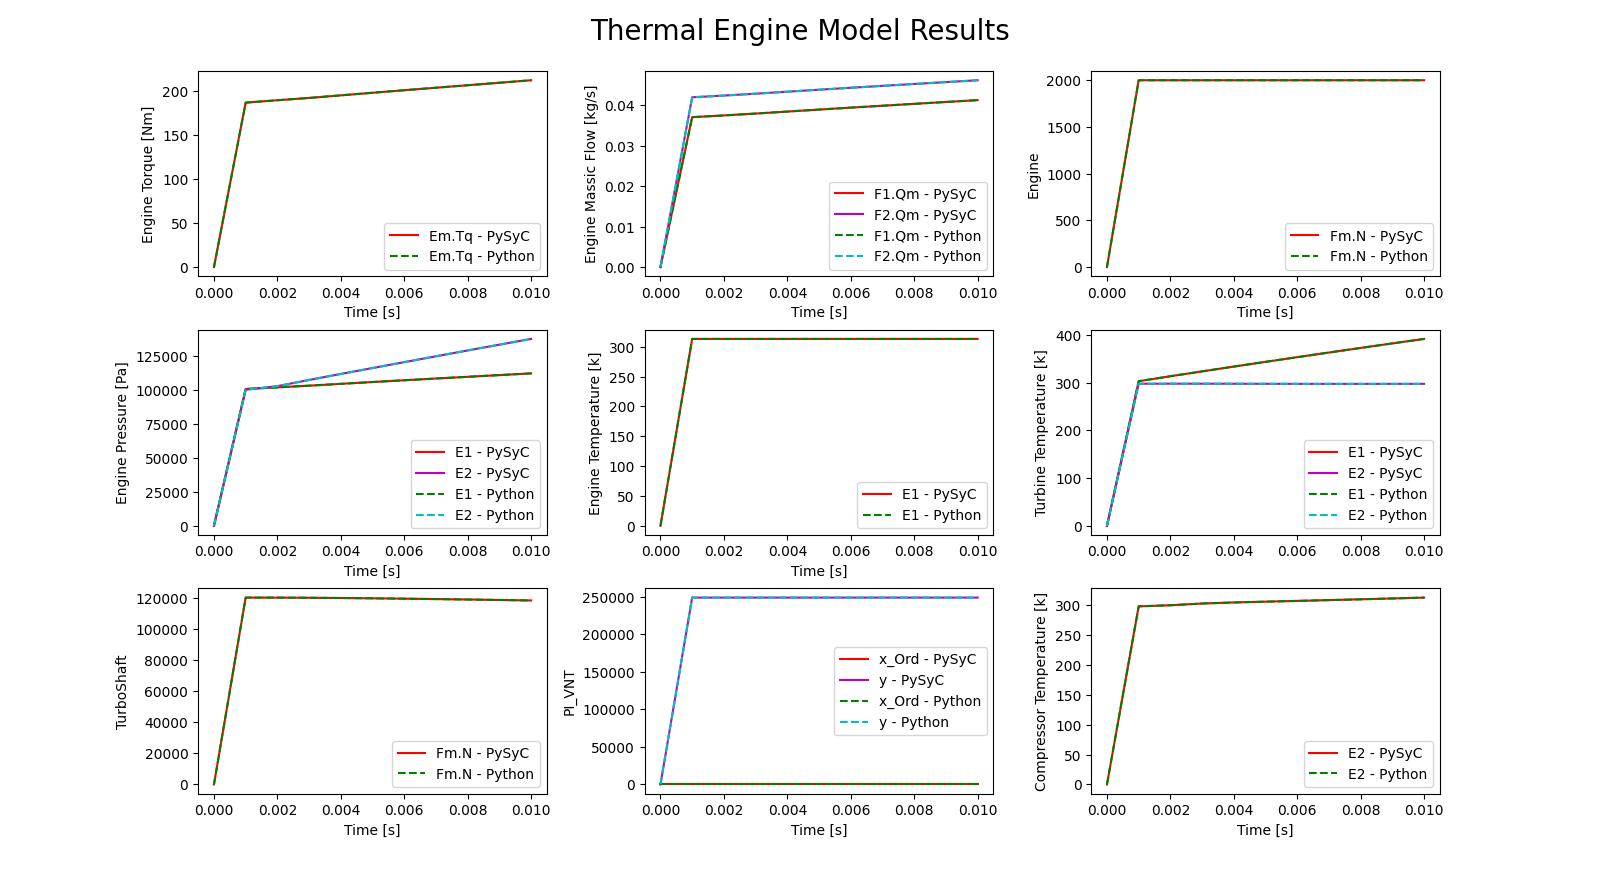 Thermal Engine Model Results
Engine Torque [Nm]
200
150
100
50
0
Em.Tq - PySyC
Em.Tq - Python
0.000 0.002 0.004 0.006 0.008 0.010
Time [s]
Engine Massic Flow [kg/s]
0.04
0.03
0.02
0.01
0.00
F1.Qm - PySyC
F2.Qm - PySyC
F1.Qm - Python
F2.Qm - Python
0.000 0.002 0.004 0.006 0.008 0.010
Time [s]
Engine
2000
1500
1000
500
0
Fm.N - PySyC
Fm.N - Python
0.000 0.002 0.004 0.006 0.008 0.010
Time [s]
Engine Pressure [Pa]
125000
100000
75000
50000
25000
0
E1 - PySyC
E2 - PySyC
E1 - Python
E2 - Python
0.000 0.002 0.004 0.006 0.008 0.010
Time [s]
Engine Temperature [k]
300
250
200
150
100
50
0
E1 - PySyC
E1 - Python
0.000 0.002 0.004 0.006 0.008 0.010
Time [s]
Turbine Temperature [k]
400
300
200
100
0
E1 - PySyC
E2 - PySyC
E1 - Python
E2 - Python
0.000 0.002 0.004 0.006 0.008 0.010
Time [s]
TurboShaft
120000
100000
80000
60000
40000
20000
0
Fm.N - PySyC
Fm.N - Python
0.000 0.002 0.004 0.006 0.008 0.010
Time [s]
PI_VNT
250000
200000
150000
100000
50000
0
x_Ord - PySyC
y - PySyC
x_Ord - Python
y - Python
0.000 0.002 0.004 0.006 0.008 0.010
Time [s]
Compressor Temperature [k]
300
250
200
150
100
50
0
E2 - PySyC
E2 - Python
0.000 0.002 0.004 0.006 0.008 0.010
Time [s]